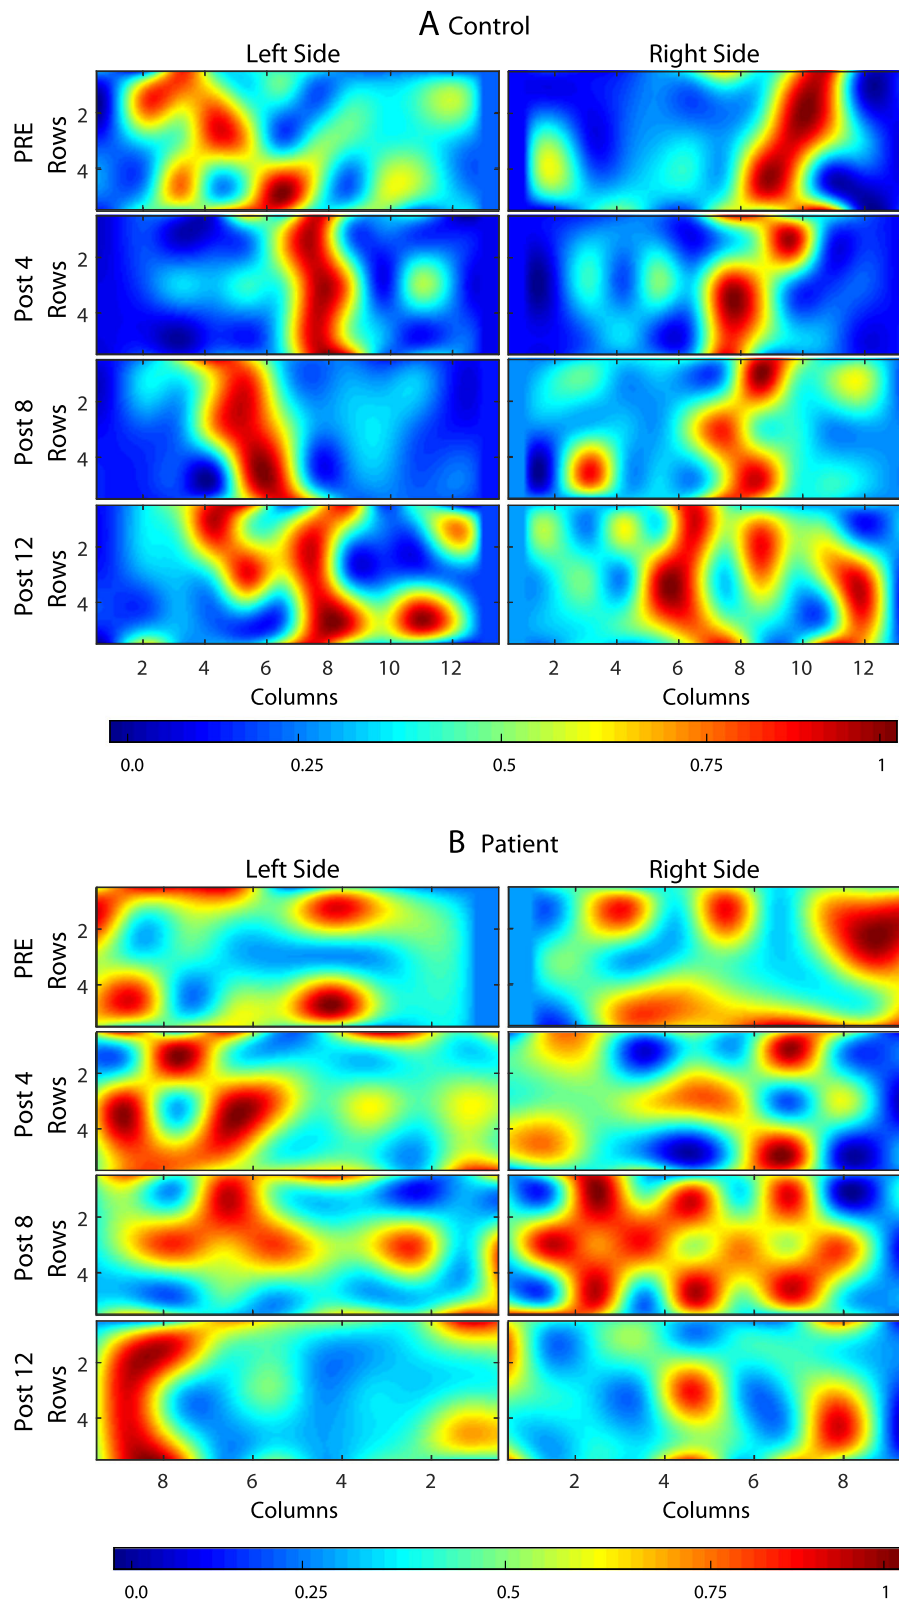 A Control
Left Side
Right Side
PRE
Rows
2
4
Post 4
Rows
2
4
Post 8
Rows
2
4
Post 12
Rows
2
4
2 4 6 8 10 12
2 4 6 8 10 12
Columns
Columns
0.0 0.25 0.5 0.75 1
B Patient
Left Side
Right Side
PRE
Rows
2
4
Post 4
Rows
2
4
Post 8
Rows
2
4
Post 12
Rows
2
4
8 6 4 2
2 4 6 8
Columns
Columns
0.0 0.25 0.5 0.75 1